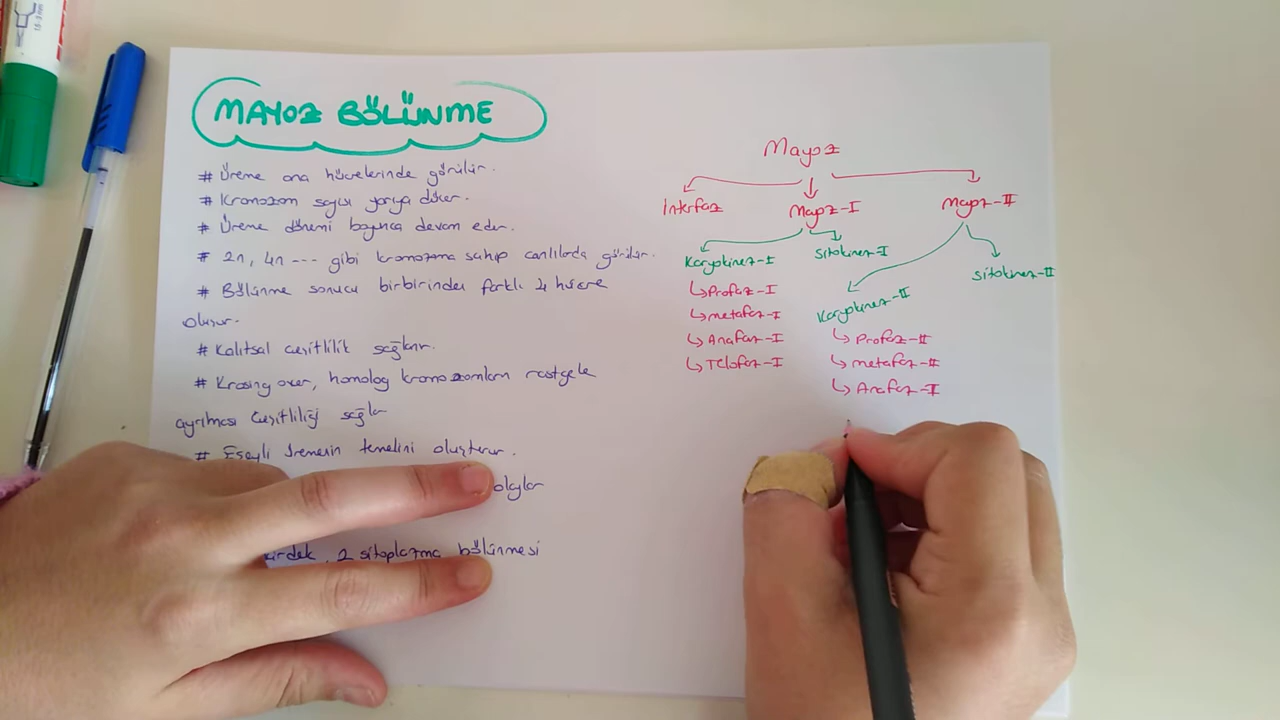 MAYOZ BÖLÜNME
# Üreme ana hücrelerinde görülür.
# Kromozom sayısı yarıya düşer.
# Üreme dönemi boyunca devam eder.
# 2n, 4n --- gibi kromozoma sahip canlılarda görülür.
# Bölünme sonucu birbirinden farklı 4 hücre
oluşur.
# Kalıtsal çeşitlilik sağlanır.
# Krosing over, homolog kromozomların rastgele
ayrılması çeşitliliği sağlar
# Eşeyli üremenin temelini oluşturur.
olaylar
2 sitoplazma bölünmesi
Mayoz
İnterfaz
Mayoz-I
Mayoz-II
Karyokinez-I
Sitokinez-I
↳Profaz-I
↳metafaz-I
↳Anafaz-I
↳Telofaz-I
Karyokinez-II
Sitokinez-II
↳Profaz-II
↳metafaz-II
↳Anafaz-II